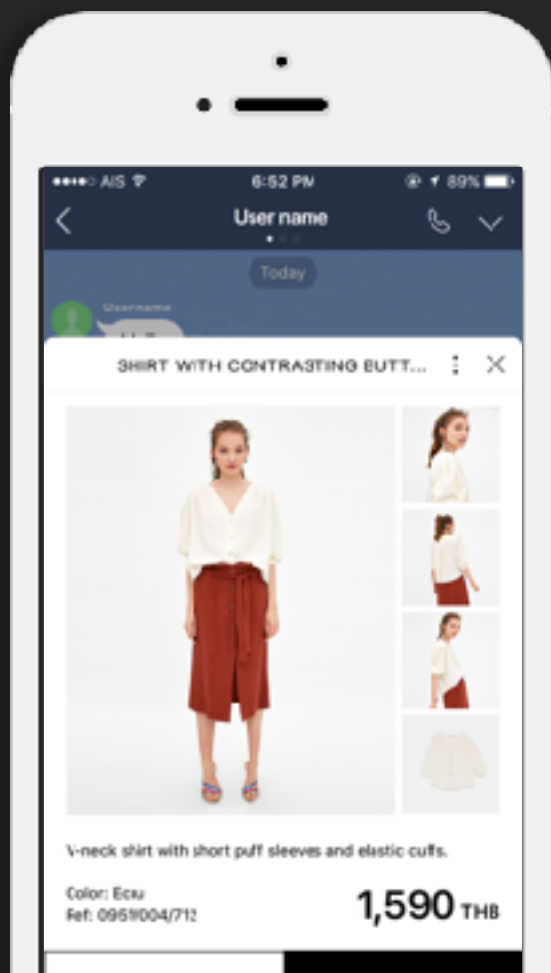 AIS
6:52 PM
89%
User name
Today
Username
SHIRT WITH CONTRASTING BUTT...
V-neck shirt with short puff sleeves and elastic cuffs.
Color: Ecru
Ref: 0951/004/712
1,590 THB